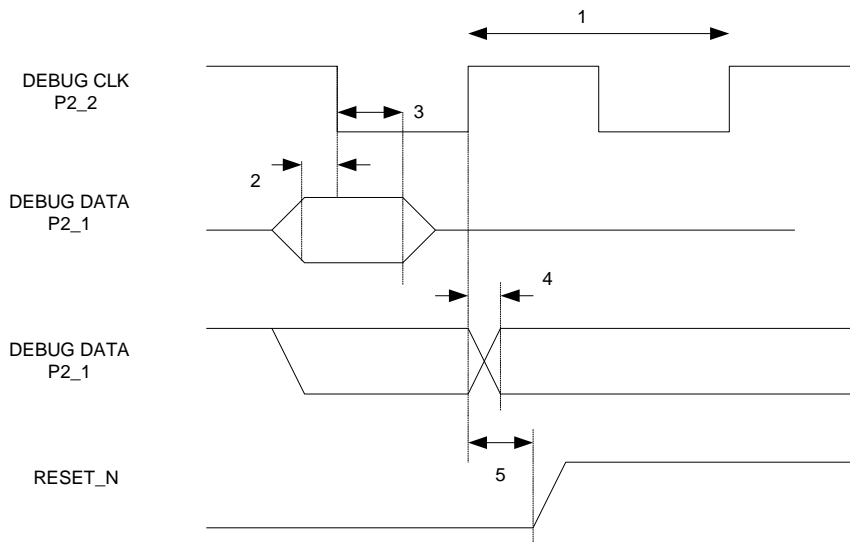 1
DEBUG CLK
P2_2
3
2
DEBUG DATA
P2_1
4
DEBUG DATA
P2_1
5
RESET_N